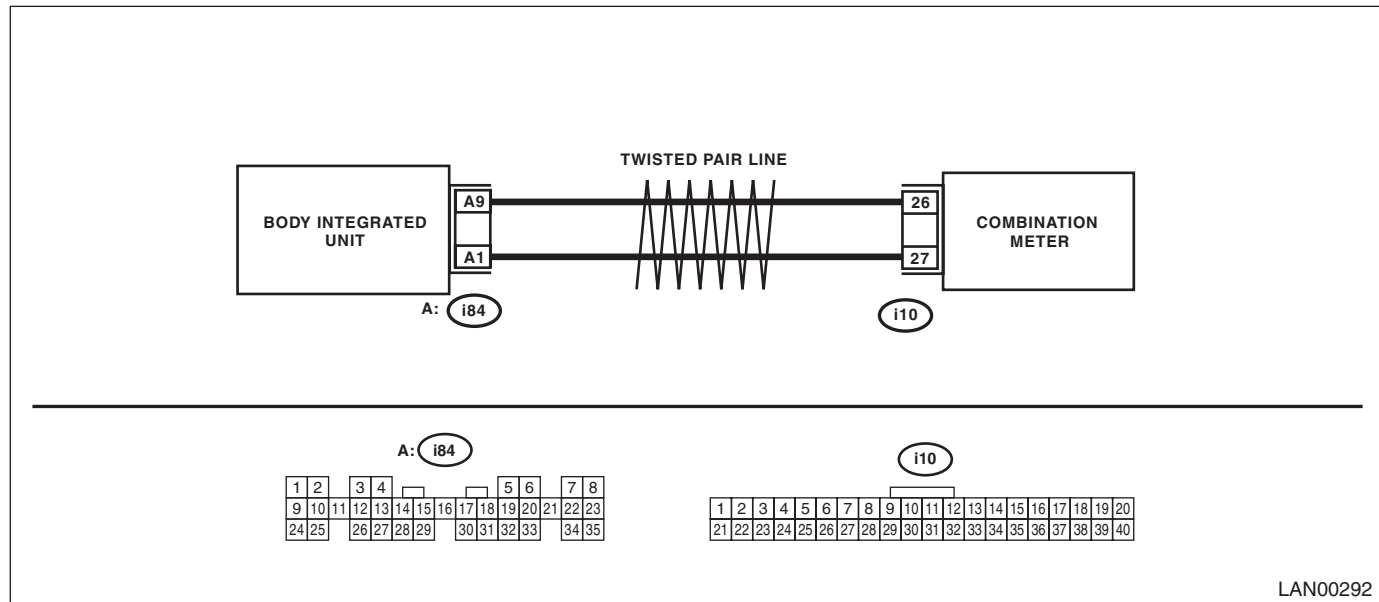 TWISTED PAIR LINE
BODY INTEGRATED
UNIT
A9
A1
26
27
COMBINATION
METER
A: i84
i10
A: i84
1 2 3 4 5 6 7 8
9 10 11 12 13 14 15 16 17 18 19 20 21 22 23
24 25 26 27 28 29 30 31 32 33 34 35
i10
1 2 3 4 5 6 7 8 9 10 11 12 13 14 15 16 17 18 19 20
21 22 23 24 25 26 27 28 29 30 31 32 33 34 35 36 37 38 39 40
LAN00292